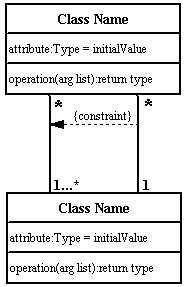 Class Name
attribute:Type = initialValue
operation(arg list):return type
* *
{constraint}
1...* 1
Class Name
attribute:Type = initialValue
operation(arg list):return type